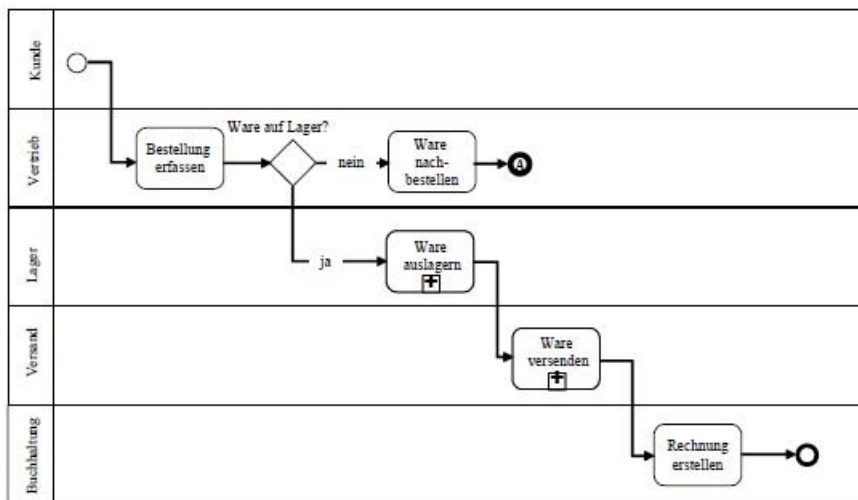 Kunde
Vertrieb
Ware auf Lager?
Bestellung
erfassen
nein
Ware
nach-
bestellen
A
Lager
ja
Ware
auslagern
Versand
Ware
versenden
Buchhaltung
Rechnung
erstellen